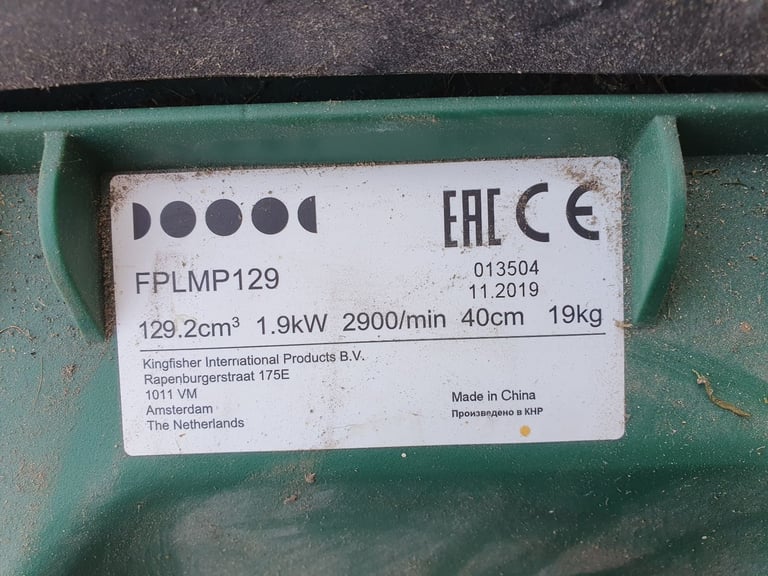 EAC CE
FPLMP129
013504
11.2019
129.2cm³ 1.9kW 2900/min 40cm 19kg
Kingfisher International Products B.V.
Rapenburgerstraat 175E
1011 VM
Amsterdam
The Netherlands
Made in China
Произведено в КНР